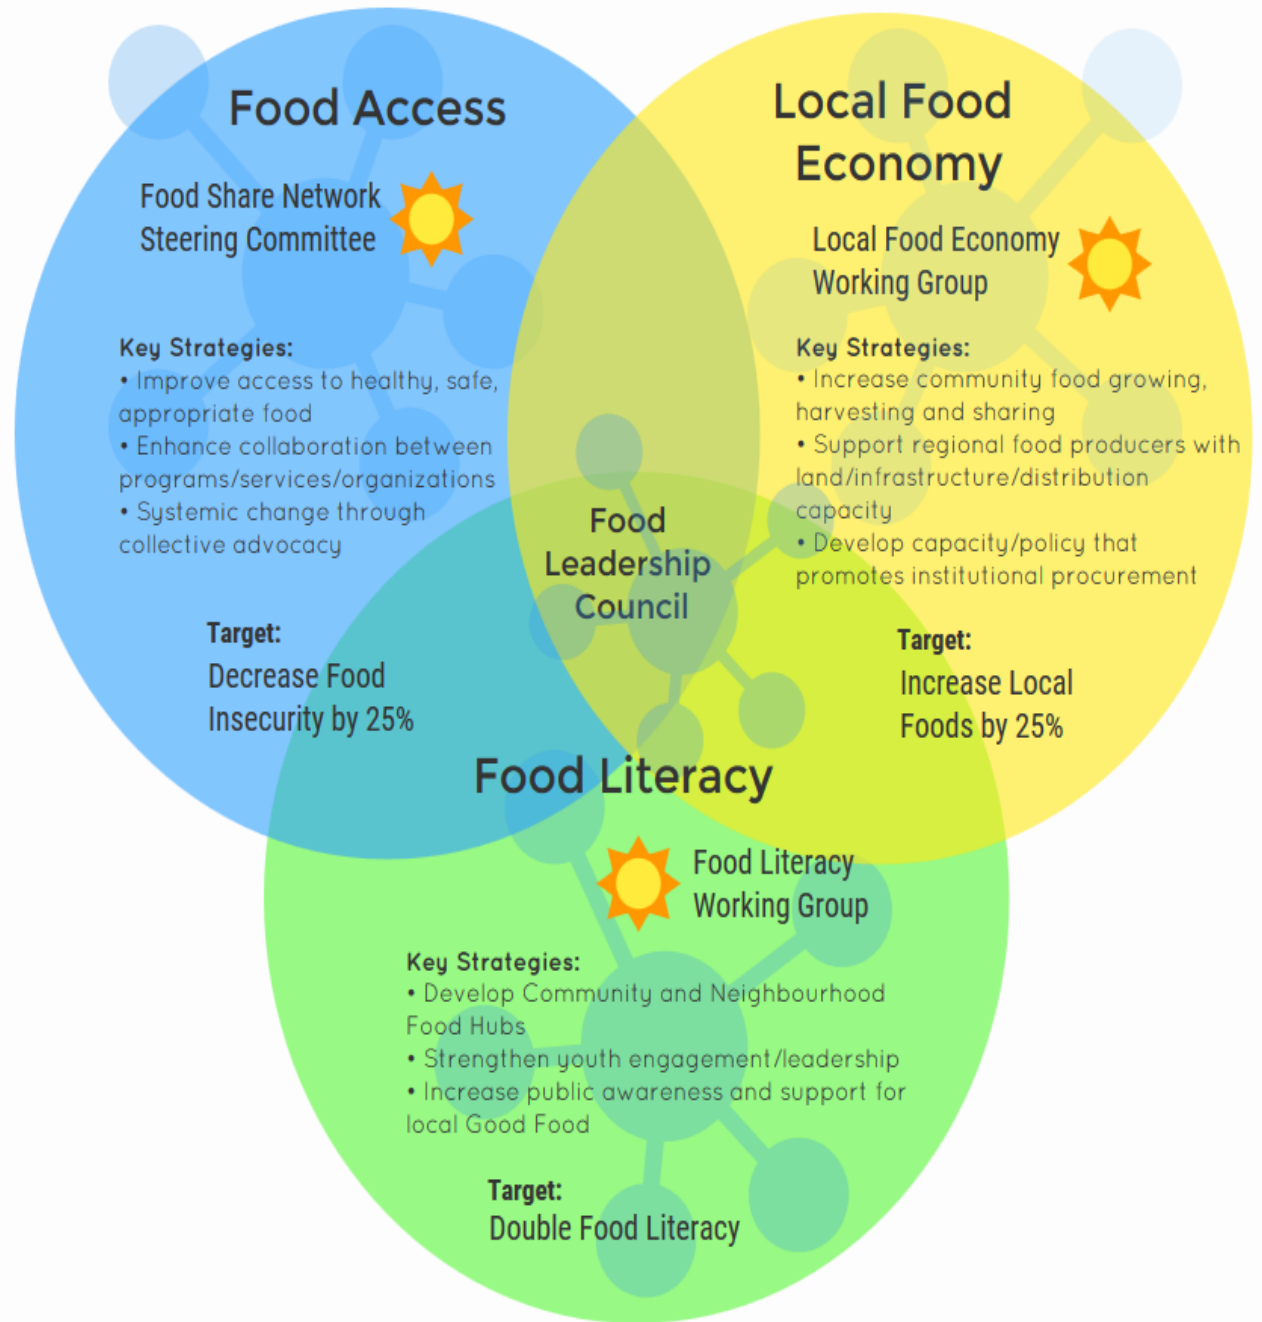 Food Access
Food Share Network
Steering Committee
Key Strategies:
• Improve access to healthy, safe,
appropriate food
• Enhance collaboration between
programs/services/organizations
• Systemic change through
collective advocacy
Target:
Decrease Food
Insecurity by 25%
Local Food
Economy
Local Food Economy
Working Group
Key Strategies:
• Increase community food growing,
harvesting and sharing
• Support regional food producers with
land/infrastructure/distribution
capacity
• Develop capacity/policy that
promotes institutional procurement
Target:
Increase Local
Foods by 25%
Food
Leadership
Council
Food Literacy
Food Literacy
Working Group
Key Strategies:
• Develop Community and Neighbourhood
Food Hubs
• Strengthen youth engagement/leadership
• Increase public awareness and support for
local Good Food
Target:
Double Food Literacy